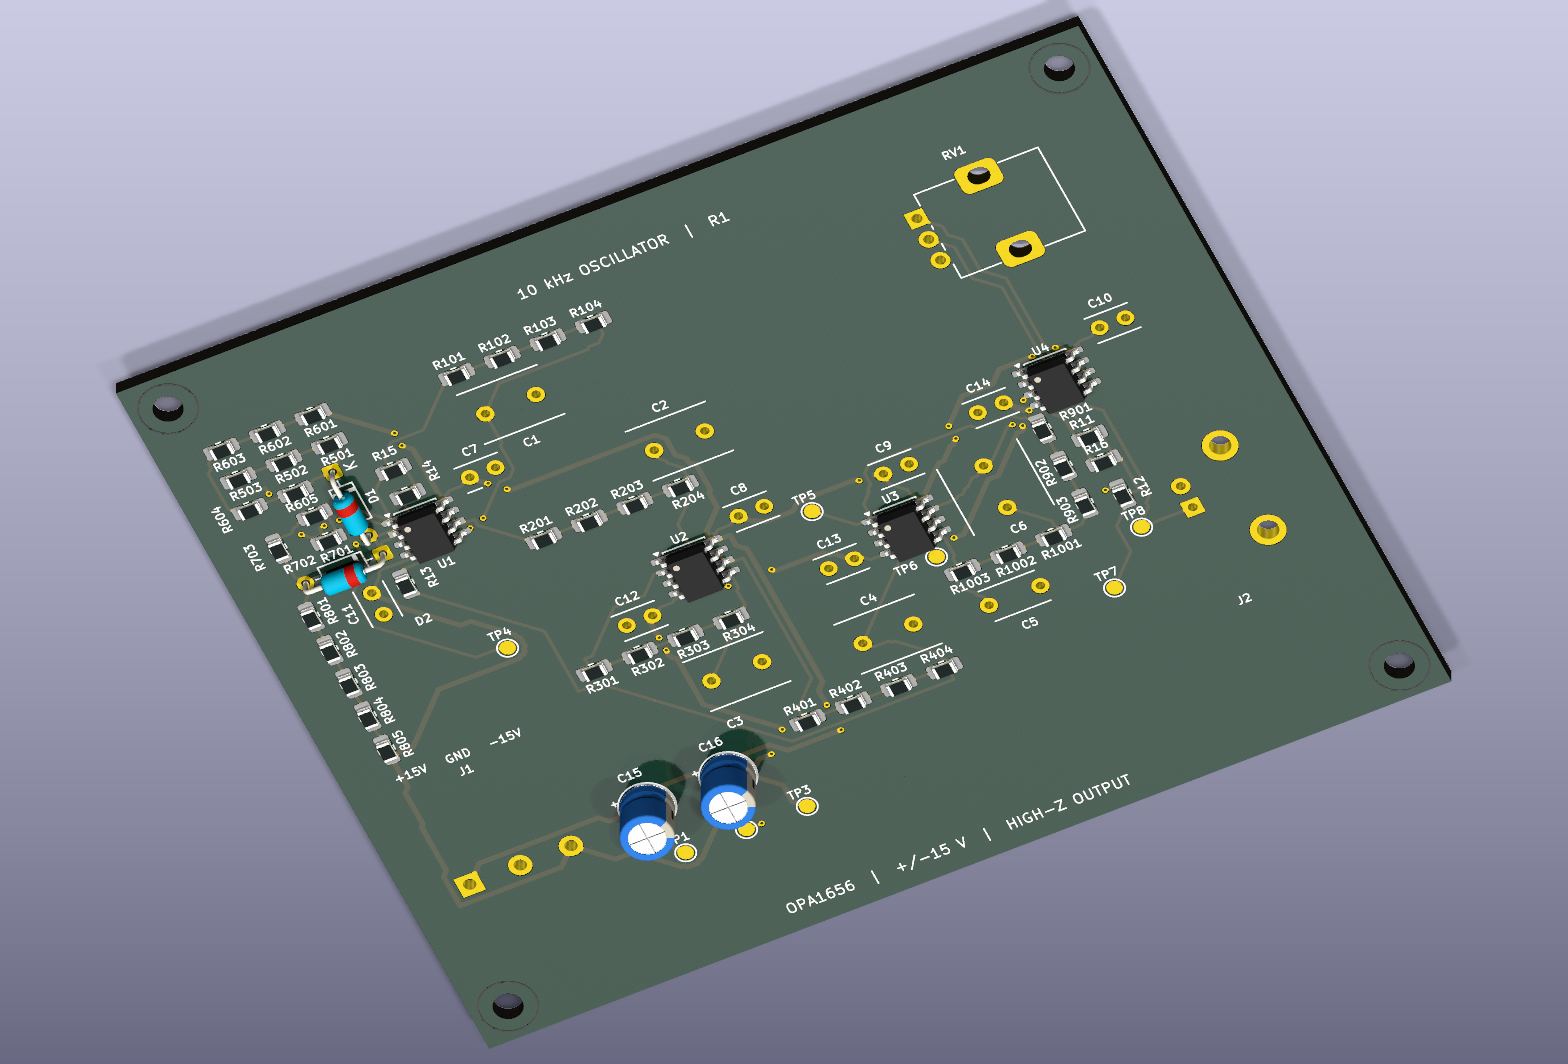 RV1
10 kHz OSCILLATOR | R1
C10
R104
R103
R102
R101
U4
C14
R901
R11
R16
C2
C1
C9
R601
R602
R603
R501
K
R502
R503
R15
R14
C7
R902
R903
R12
R604
R605
D1
R203
R204
R202
R201
C8
TP5
U3
C6
TP8
R703
R702
R701
U1
U2
C13
TP6
R1001
R1002
R1003
TP7
R13
R801
C11
D2
C12
C4
C5
J2
R802
TP4
R304
R303
R302
R301
R803
R804
R805
R404
R403
R402
R401
C3
-15V
GND
+15V
J1
C16
+
C15
+
TP3
P1
OPA1656 | +/-15 V | HIGH-Z OUTPUT